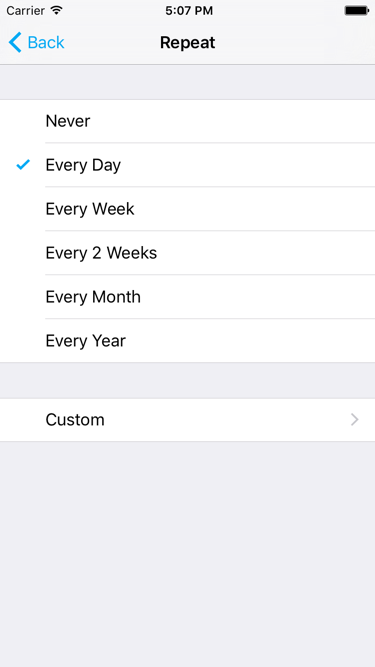 Carrier 5:07 PM
Back Repeat
Never
Every Day
Every Week
Every 2 Weeks
Every Month
Every Year
Custom